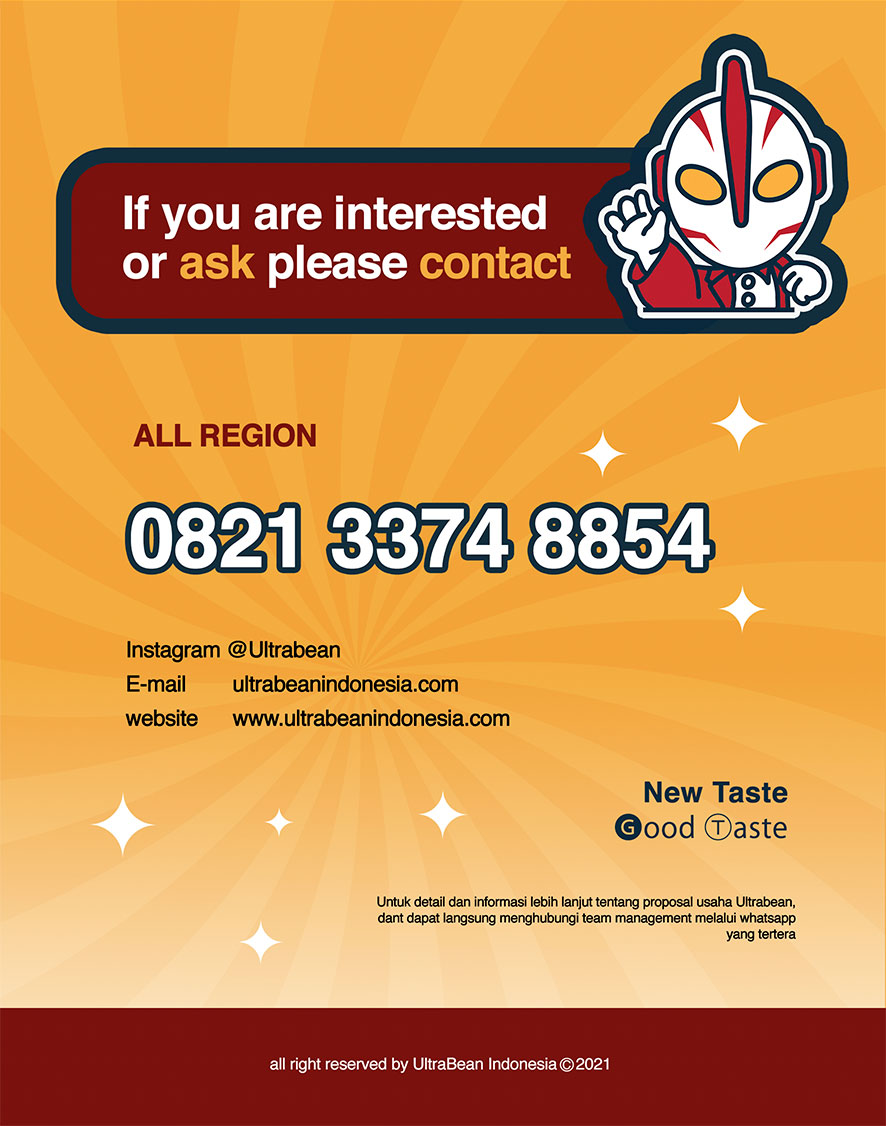 If you are interested
or ask please contact
ALL REGION
0821 3374 8854
Instagram @Ultrabean
E-mail ultrabeanindonesia.com
website www.ultrabeanindonesia.com
New Taste
Good Taste
Untuk detail dan informasi lebih lanjut tentang proposal usaha Ultrabean,
dant dapat langsung menghubungi team management melalui whatsapp
yang tertera
all right reserved by UltraBean Indonesia©2021